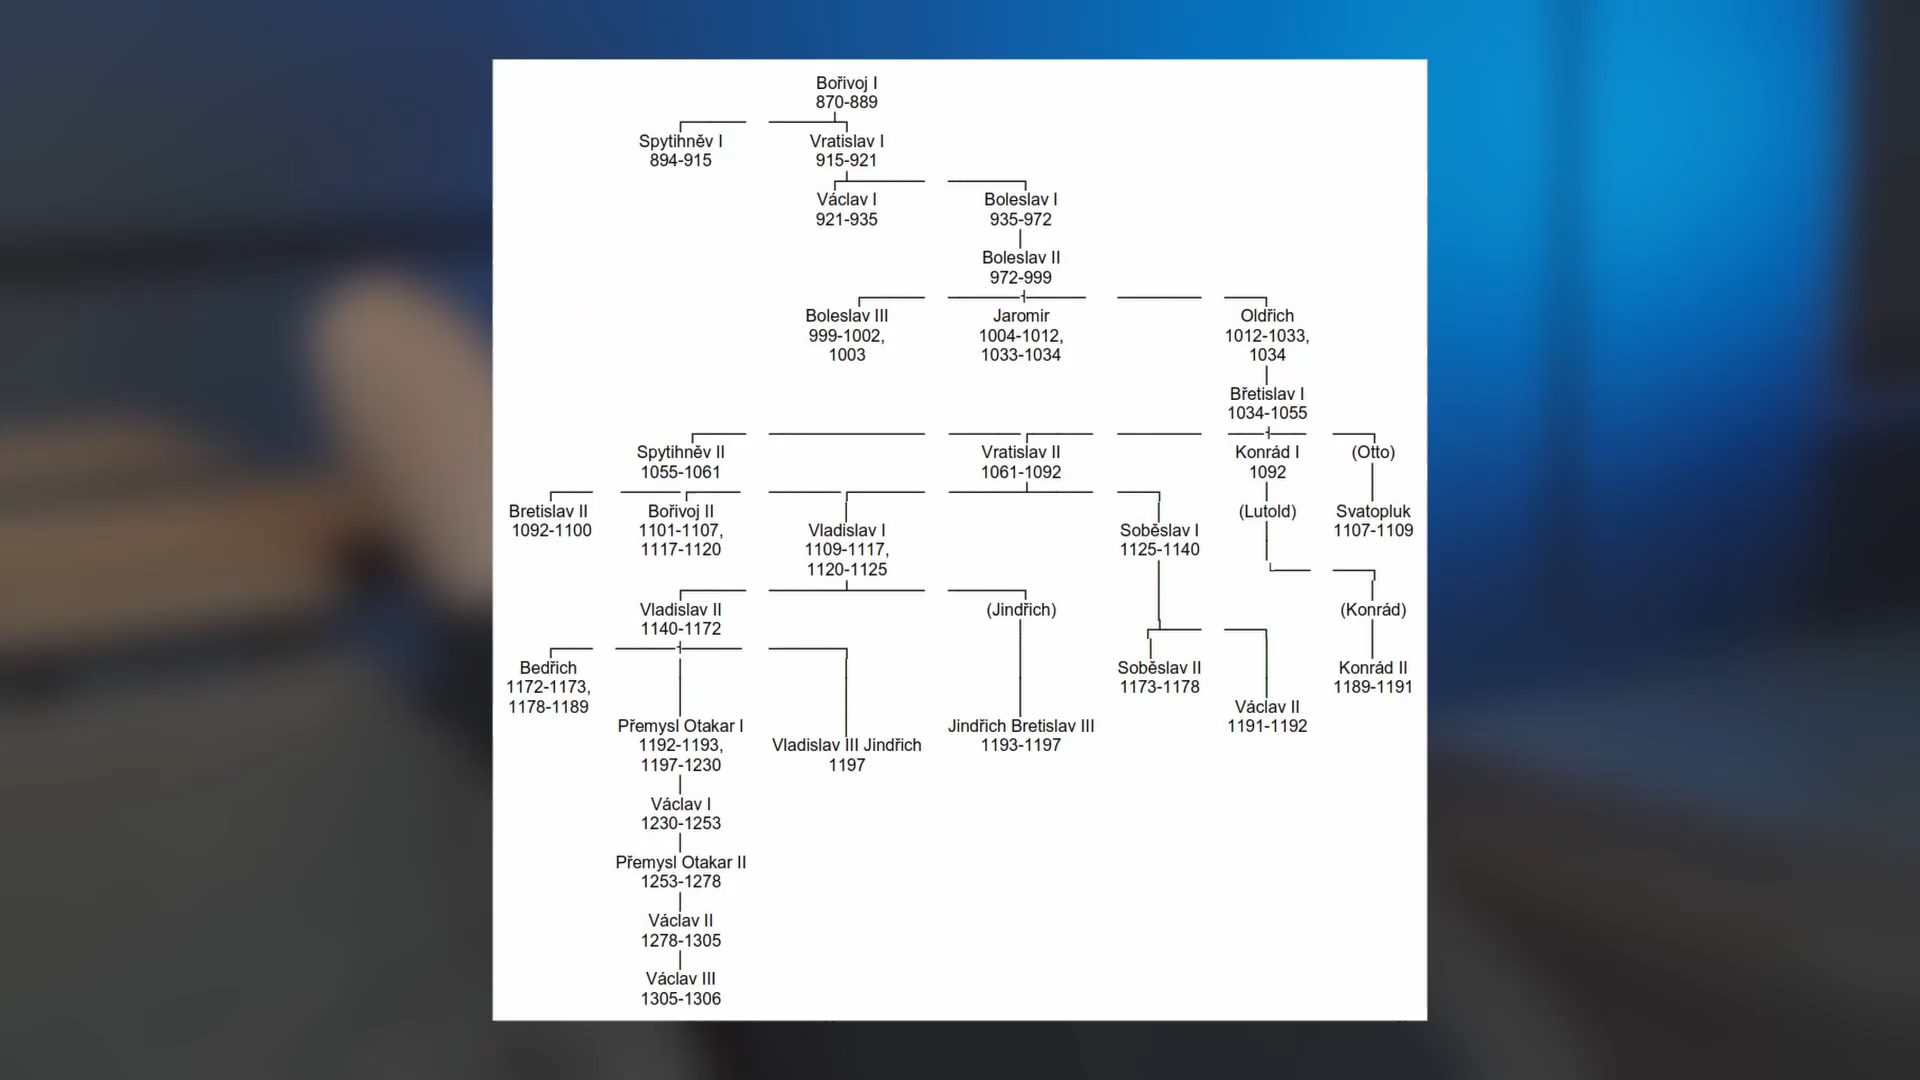 Bořivoj I
870-889
Spytihněv I
894-915
Vratislav I
915-921
Václav I
921-935
Boleslav I
935-972
Boleslav II
972-999
Boleslav III
999-1002,
1003
Jaromir
1004-1012,
1033-1034
Oldřich
1012-1033,
1034
Břetislav I
1034-1055
Spytihněv II
1055-1061
Vratislav II
1061-1092
Konrád I
1092
(Otto)
Bretislav II
1092-1100
Bořivoj II
1101-1107,
1117-1120
Vladislav I
1109-1117,
1120-1125
Soběslav I
1125-1140
(Lutold)
Svatopluk
1107-1109
Vladislav II
1140-1172
(Jindřich)
(Konrád)
Bedřich
1172-1173,
1178-1189
Soběslav II
1173-1178
Konrád II
1189-1191
Václav II
1191-1192
Přemysl Otakar I
1192-1193,
1197-1230
Vladislav III Jindřich
1197
Jindřich Bretislav III
1193-1197
Václav I
1230-1253
Přemysl Otakar II
1253-1278
Václav II
1278-1305
Václav III
1305-1306